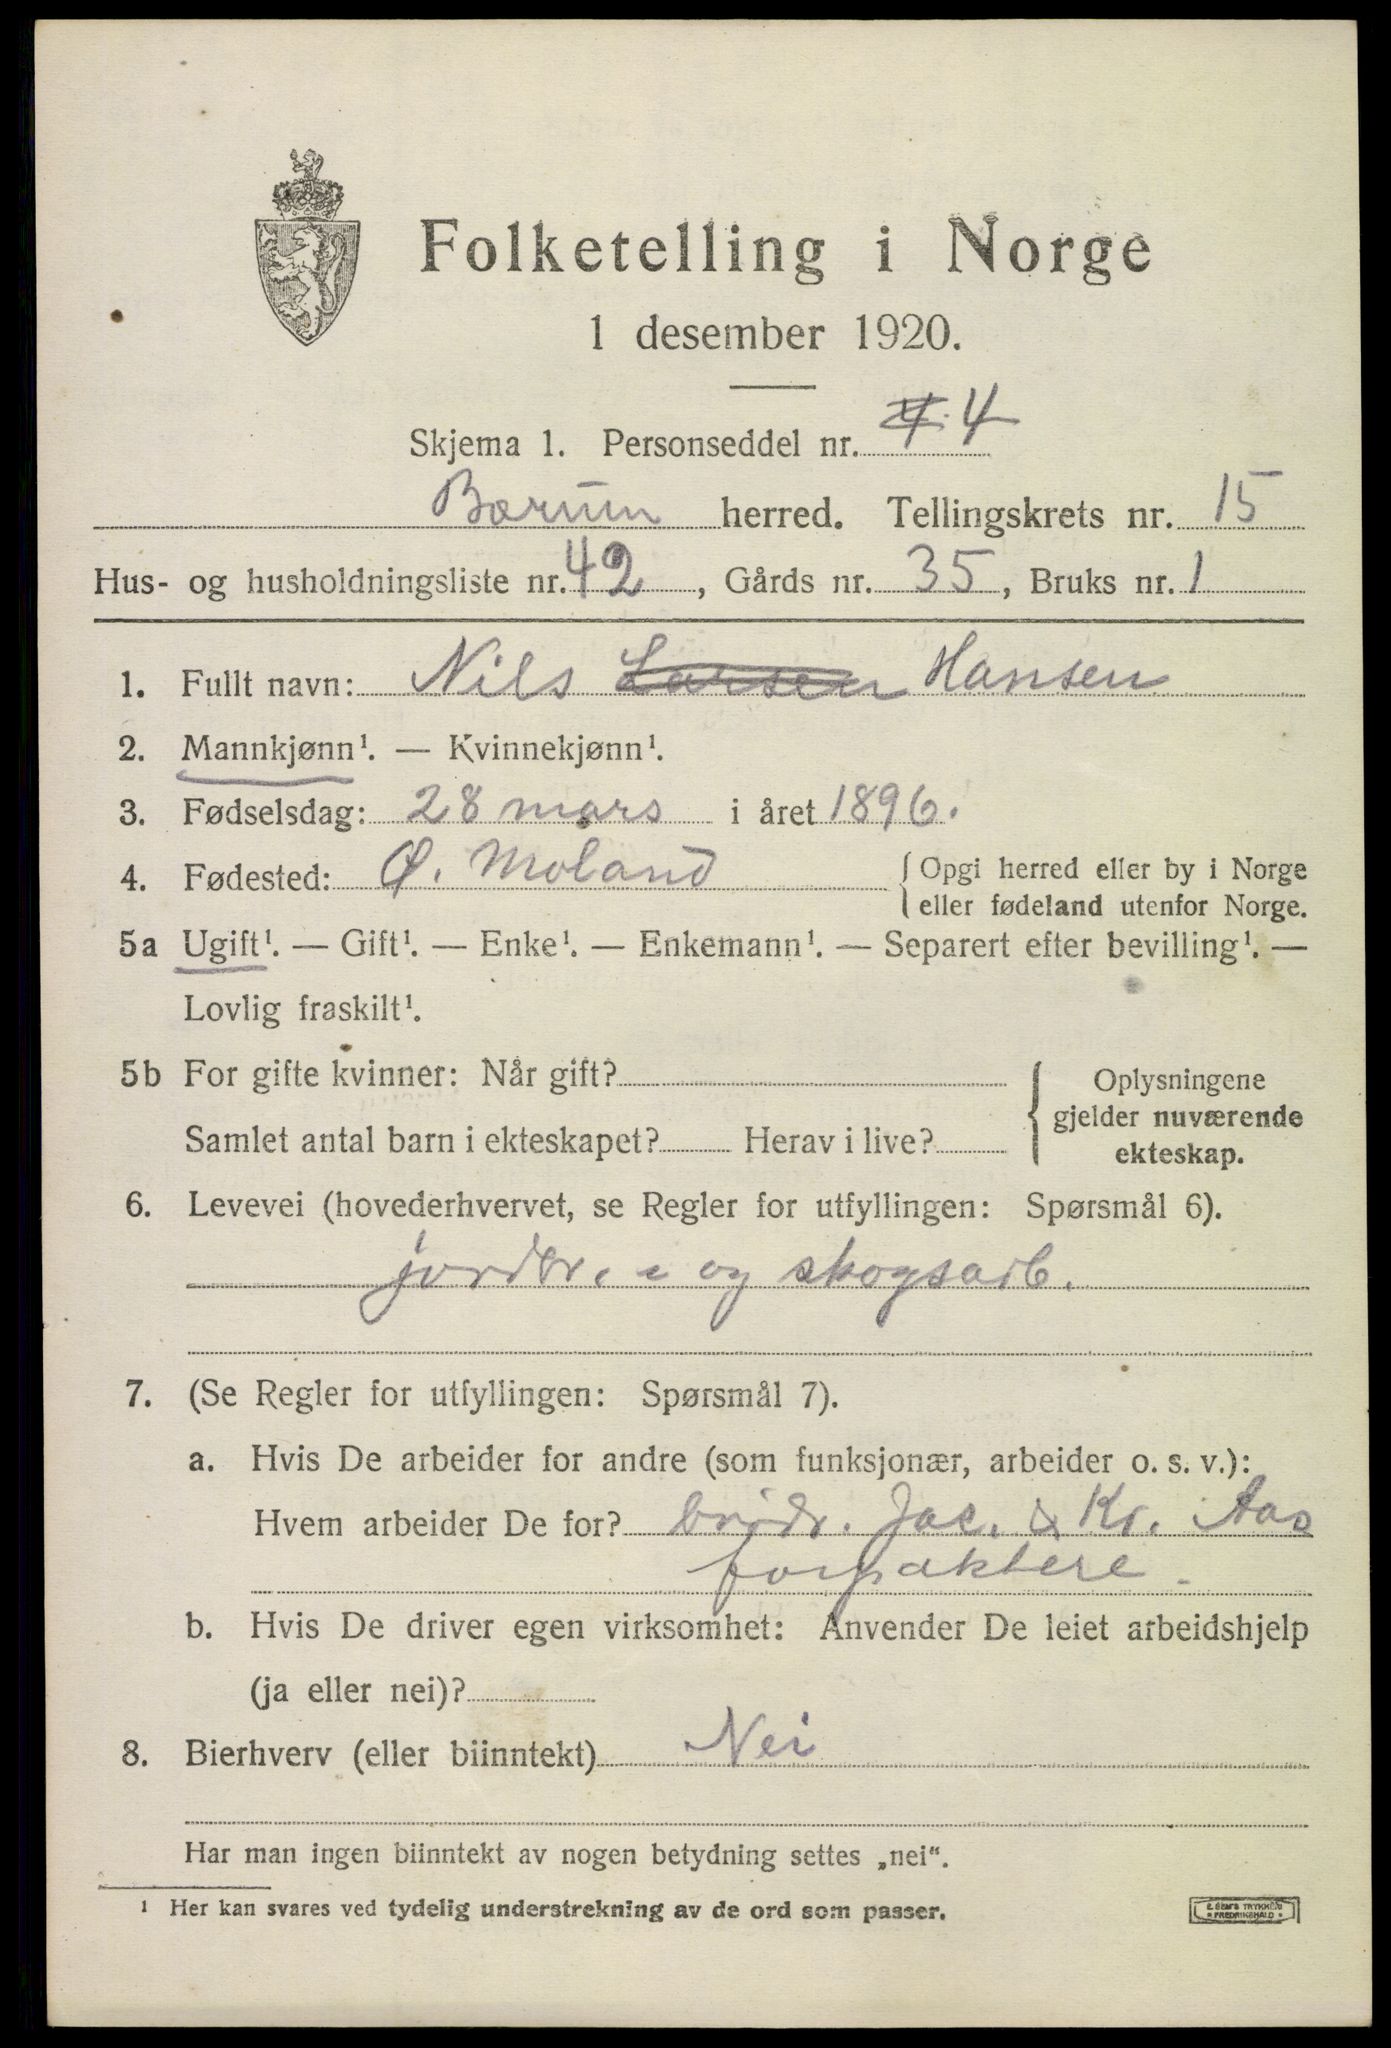 Folketelling i Norge
1 desember 1920.
Skjema 1. Personseddel nr. 4
Bærum herred. Tellingskrets nr. 15
Hus- og husholdningsliste nr. 42, Gårds nr. 35, Bruks nr. 1
1. Fullt navn: Nils Larsen Hansen
2. Mannkjønn¹. — Kvinnekjønn¹.
3. Fødselsdag: 28 mars i året 1896.
4. Fødested: Ø. Moland { Opgi herred eller by i Norge
eller fødeland utenfor Norge.
5a Ugift¹. — Gift¹. — Enke¹. — Enkemann¹. — Separert efter bevilling¹. —
Lovlig fraskilt¹.
5b For gifte kvinner: Når gift?
Samlet antal barn i ekteskapet? Herav i live?
Oplysningene
gjelder nuværende
ekteskap.
6. Levevei (hovederhvervet, se Regler for utfyllingen: Spørsmål 6).
jordbr. - og skogsarb.
7. (Se Regler for utfyllingen: Spørsmål 7).
a. Hvis De arbeider for andre (som funksjonær, arbeider o. s. v.):
Hvem arbeider De for? brødr. Jac. & Kr. Aas
forpaktere.
b. Hvis De driver egen virksomhet: Anvender De leiet arbeidshjelp
(ja eller nei)?
8. Bierhverv (eller biinntekt) Nei
Har man ingen biinntekt av nogen betydning settes „nei“.
¹ Her kan svares ved tydelig understrekning av de ord som passer.
E. SEM'S TRYKKERI
FREDRIKSHALD